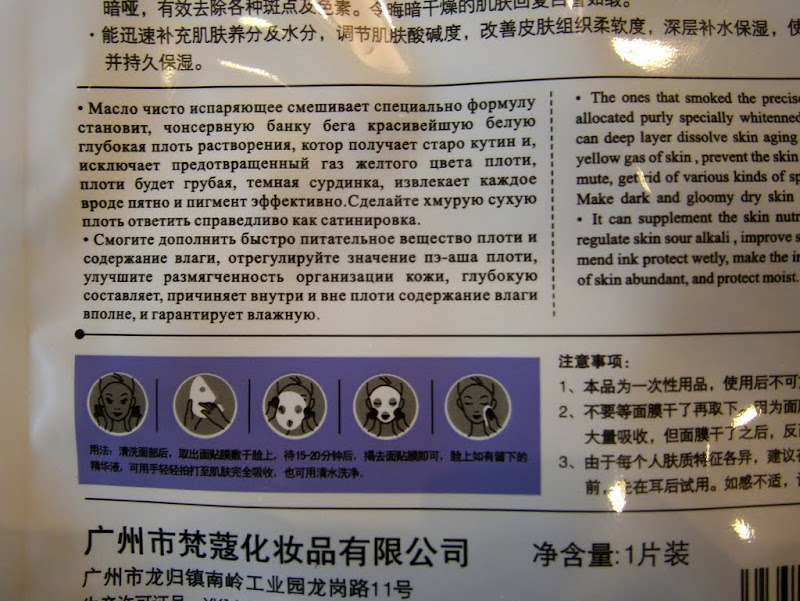 暗哑，有效去除各种斑点及色素。令晦暗干燥的肌肤回复白皙如缎。
·能迅速补充肌肤养分及水分，调节肌肤酸碱度，改善皮肤组织柔软度，深层补水保湿，使
并持久保湿。
• Масло чисто испаряющее смешивает специально формулу
становит, чонсервную банку бега красивейшую белую
глубокая плоть растворения, котор получает старо кутин и,
исключает предотвращенный газ желтого цвета плоти,
плоти будет грубая, темная сурдинка, извлекает каждое
вроде пятно и пигмент эффективно.Сделайте хмурую сухую
плоть ответить справедливо как сатинировка.
• Смогите дополнить быстро питательное вещество плоти и
содержание влаги, отрегулируйте значение пэ-аша плоти,
улучшите размягченность организации кожи, глубокую
составляет, причиняет внутри и вне плоти содержание влаги
вполне, и гарантирует влажную.
• The ones that smoked the precise
allocated purly specially whitenned
can deep layer dissolve skin aging
yellow gas of skin , prevent the skin
mute, get rid of various kinds of sp
Make dark and gloomy dry skin
• It can supplement the skin nutr
regulate skin sour alkali , improve s
mend ink protect wetly, make the in
of skin abundant, and protect moist.
用法：清洗面部后，取出面贴膜敷于脸上，待15-20分钟后，揭去面贴膜即可，脸上如有留下的
精华液，可用手轻轻拍打至肌肤完全吸收，也可用清水洗净。
注意事项：
1、本品为一次性用品，使用后不可
2、不要等面膜干了再取下，因为面
大量吸收，但面膜干了之后，反
3、由于每个人肤质特征各异，建议
前，先在耳后试用。如感不适，
广州市梵蔻化妆品有限公司
广州市龙归镇南岭工业园龙岗路11号
净含量:1片装